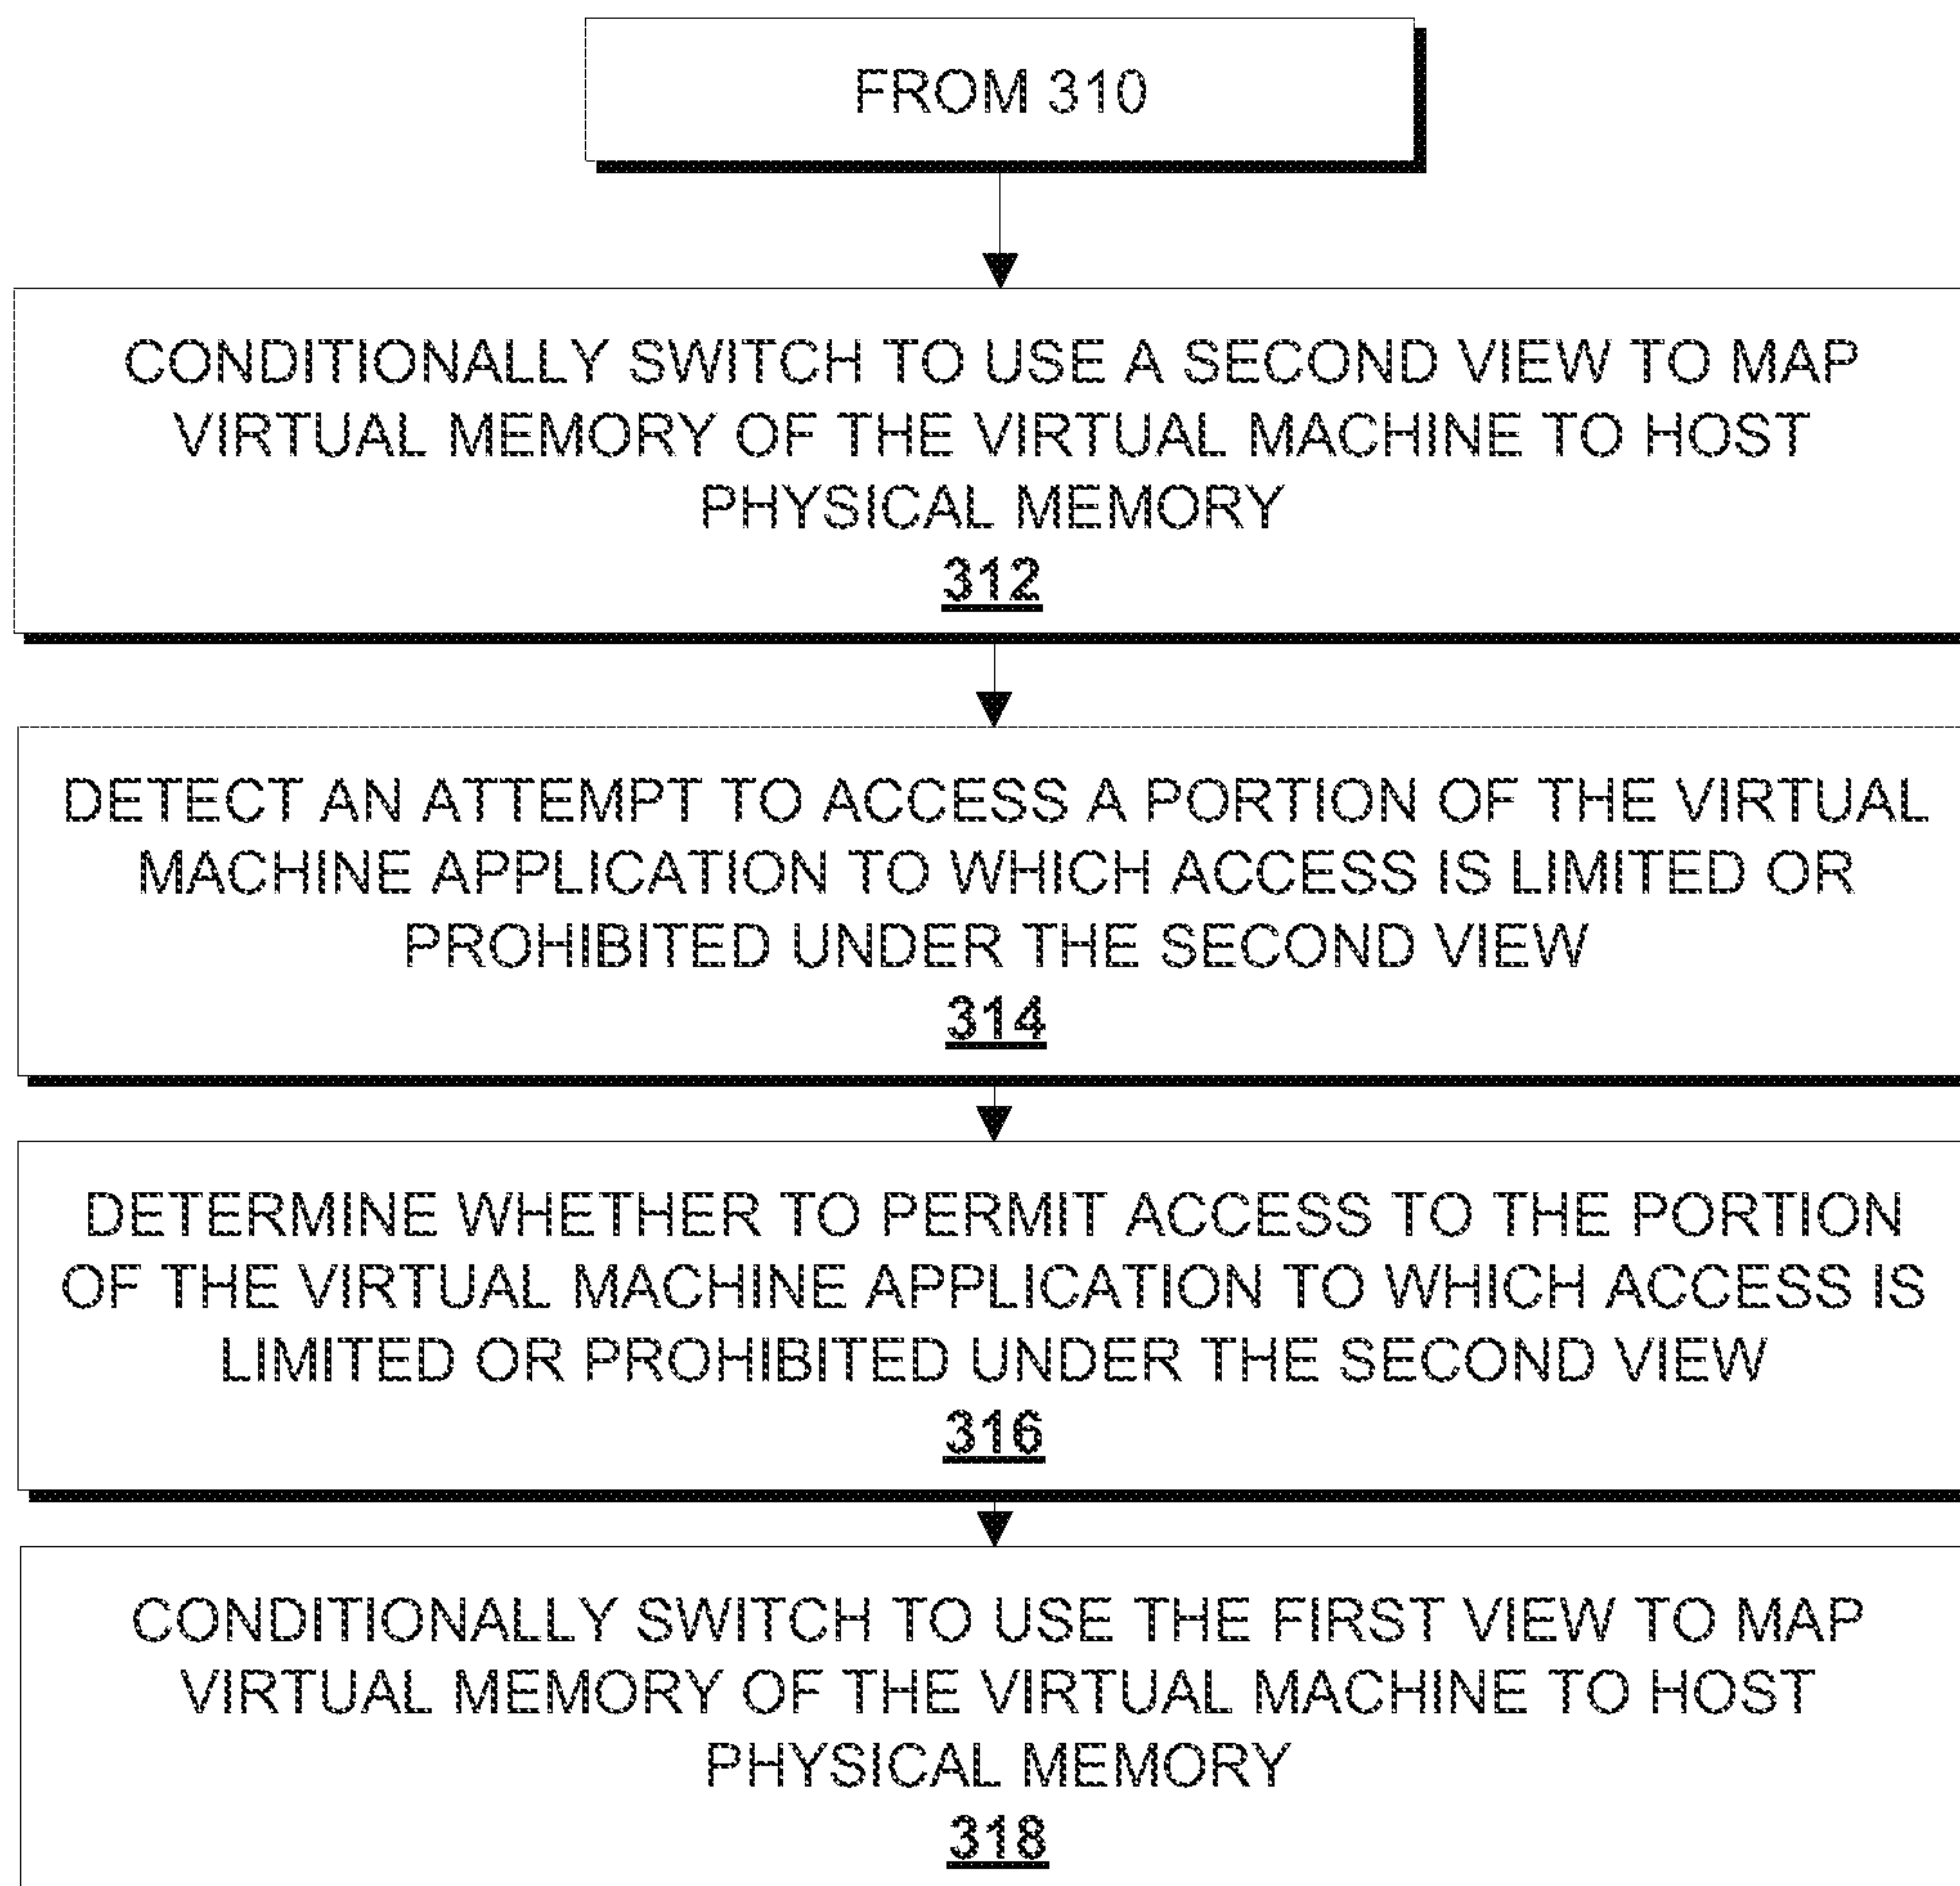 FROM 310
CONDITIONALLY SWITCH TO USE A SECOND VIEW TO MAP
VIRTUAL MEMORY OF THE VIRTUAL MACHINE TO HOST
PHYSICAL MEMORY
312
DETECT AN ATTEMPT TO ACCESS A PORTION OF THE VIRTUAL
MACHINE APPLICATION TO WHICH ACCESS IS LIMITED OR
PROHIBITED UNDER THE SECOND VIEW
314
DETERMINE WHETHER TO PERMIT ACCESS TO THE PORTION
OF THE VIRTUAL MACHINE APPLICATION TO WHICH ACCESS IS
LIMITED OR PROHIBITED UNDER THE SECOND VIEW
316
CONDITIONALLY SWITCH TO USE THE FIRST VIEW TO MAP
VIRTUAL MEMORY OF THE VIRTUAL MACHINE TO HOST
PHYSICAL MEMORY
318